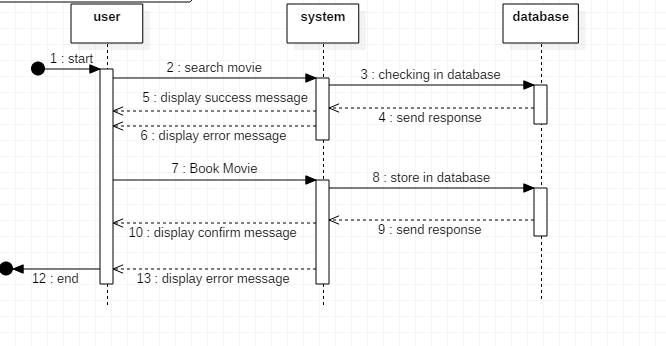 user
system
database
1 : start
2 : search movie
3 : checking in database
5 : display success message
4 : send response
6 : display error message
7 : Book Movie
8 : store in database
10 : display confirm message
9 : send response
12 : end
13 : display error message